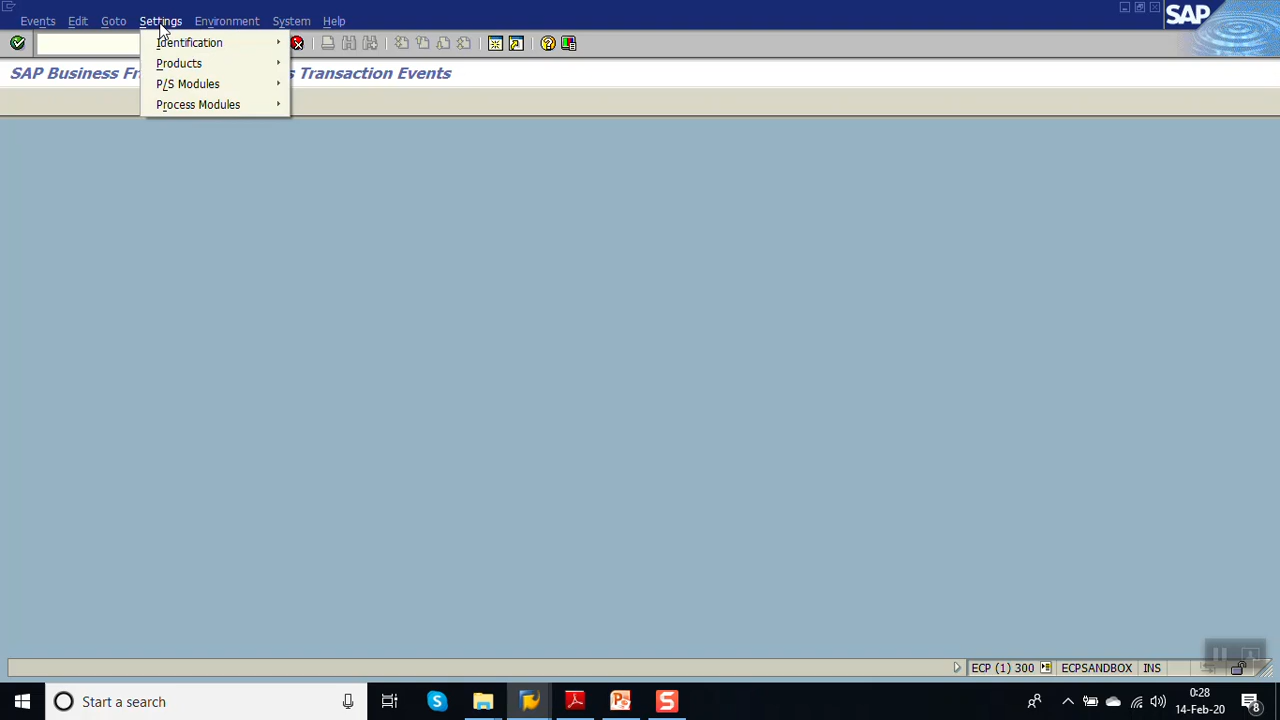 Events Edit Goto Settings Environment System Help
SAP
Identification
SAP Business Fr s Transaction Events
Products
P/S Modules
Process Modules
ECP (1) 300 ECPSANDBOX INS
Start a search
0:28
14-Feb-20
8